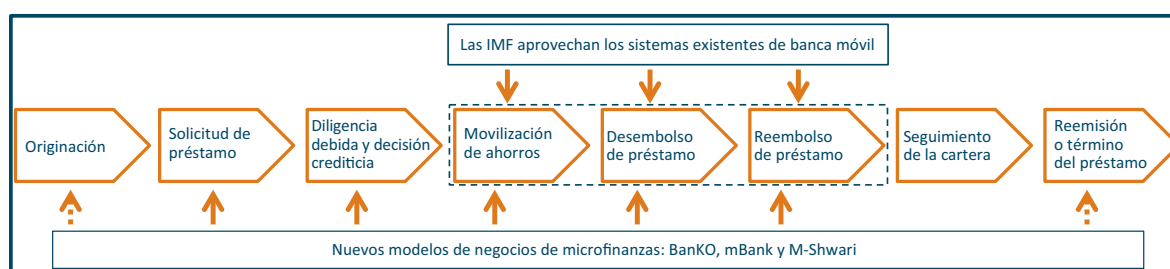 Las IMF aprovechan los sistemas existentes de banca móvil
Originación
Solicitud de
préstamo
Diligencia
debida y decisión
crediticia
Movilización
de ahorros
Desembolso
de préstamo
Reembolso
de préstamo
Seguimiento
de la cartera
Reemisión
o término
del préstamo
Nuevos modelos de negocios de microfinanzas: BanKO, mBank y M-Shwari